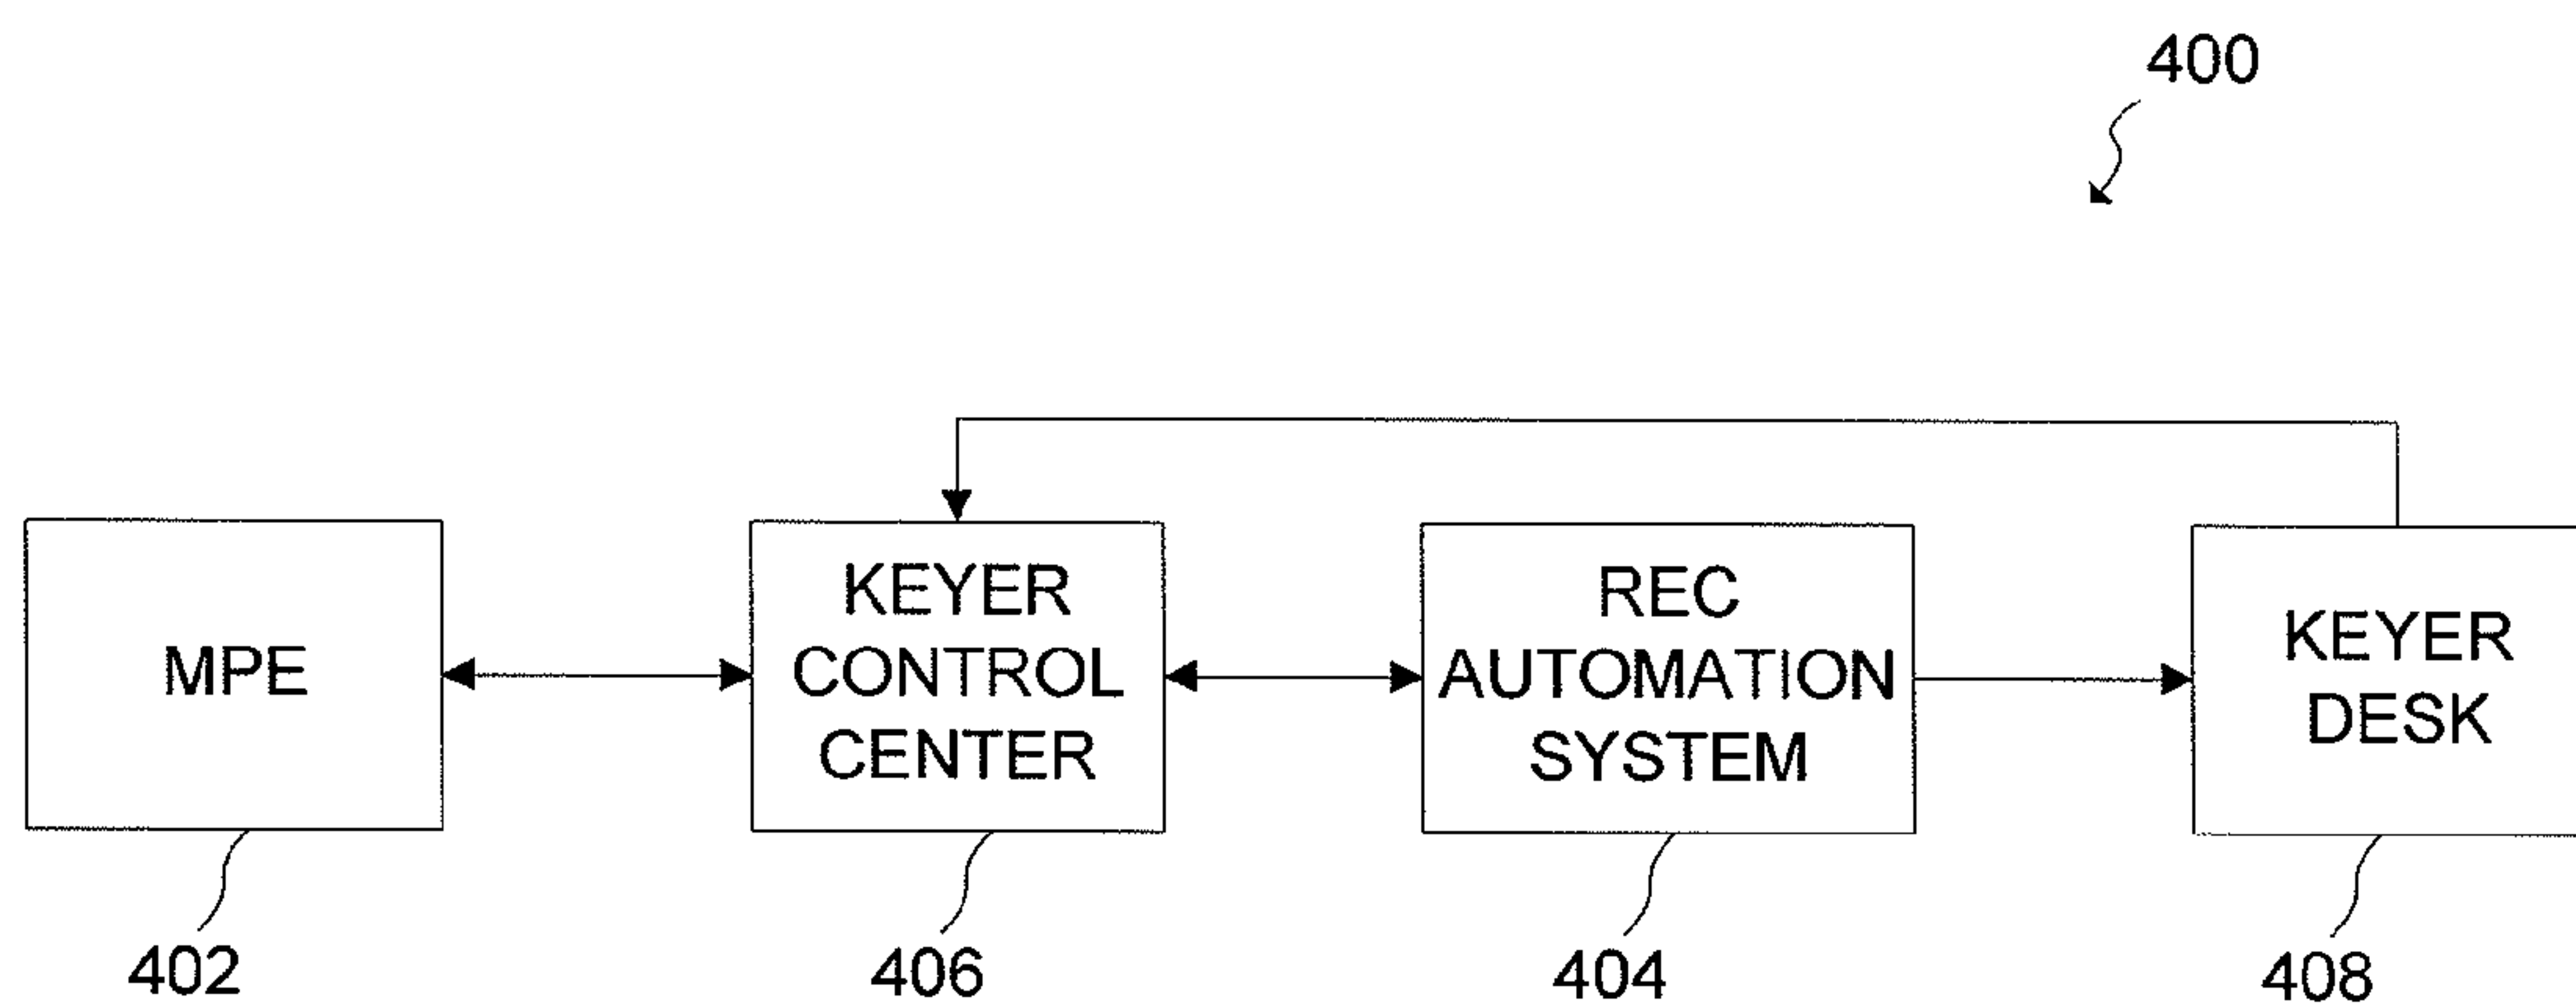 400
MPE
KEYER
CONTROL
CENTER
REC
AUTOMATION
SYSTEM
KEYER
DESK
402
406
404
408